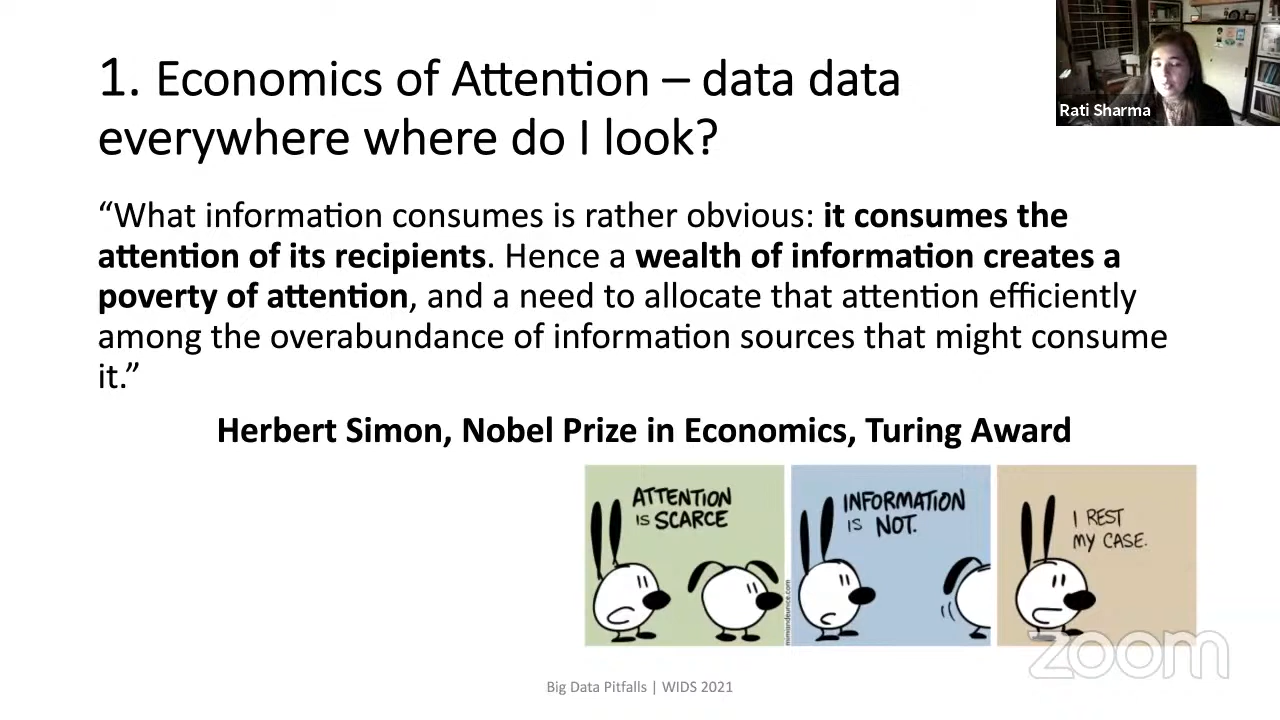 1. Economics of Attention – data data
everywhere where do I look?
Rati Sharma
“What information consumes is rather obvious: it consumes the
attention of its recipients. Hence a wealth of information creates a
poverty of attention, and a need to allocate that attention efficiently
among the overabundance of information sources that might consume
it.”
Herbert Simon, Nobel Prize in Economics, Turing Award
ATTENTION
IS SCARCE
INFORMATION
IS NOT.
I REST
MY CASE.
mimiandeunice.com
zoom
Big Data Pitfalls | WIDS 2021